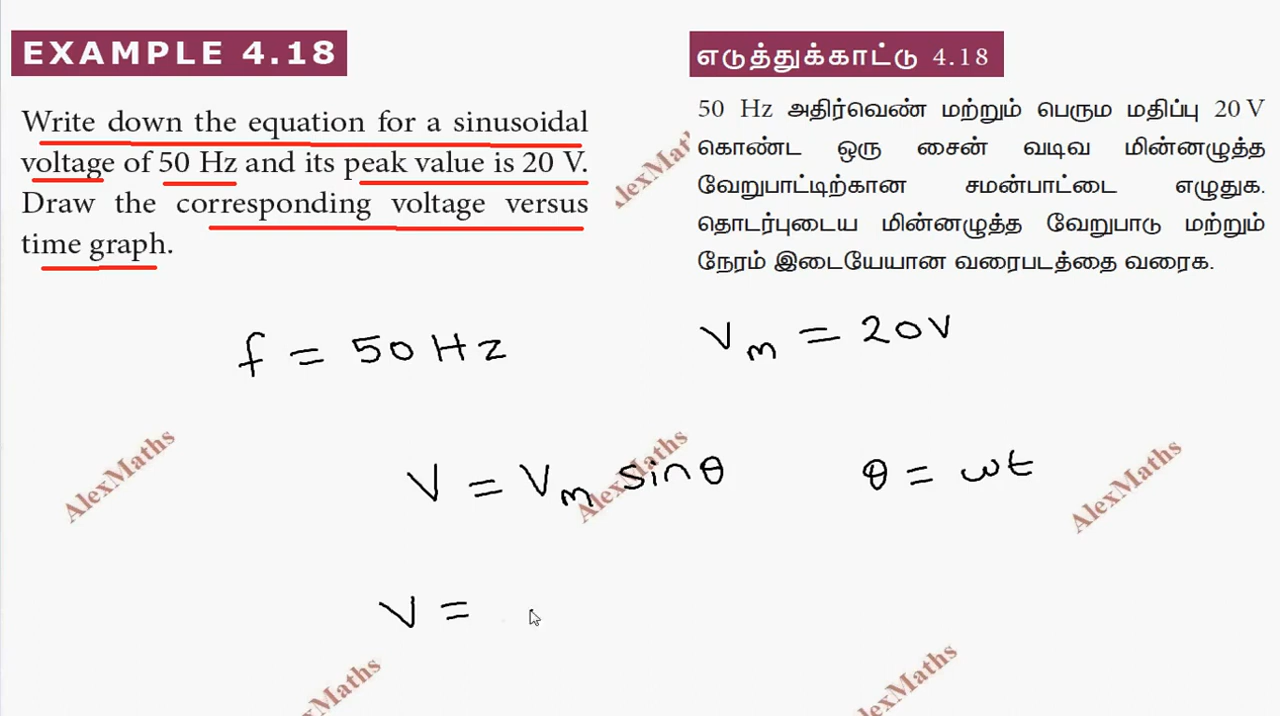 EXAMPLE 4.18
Write down the equation for a sinusoidal
voltage of 50 Hz and its peak value is 20 V.
Draw the corresponding voltage versus
time graph.
எடுத்துக்காட்டு 4.18
50 Hz அதிர்வெண் மற்றும் பெரும மதிப்பு 20 V
கொண்ட ஒரு சைன் வடிவ மின்னழுத்த
வேறுபாட்டிற்கான சமன்பாட்டை எழுதுக.
தொடர்புடைய மின்னழுத்த வேறுபாடு மற்றும்
நேரம் இடையேயான வரைபடத்தை வரைக.
AlexMaths
f = 50 Hz
Vm = 20V
AlexMaths
V = Vm sinθ
AlexMaths
θ = ωt
AlexMaths
V =
AlexMaths
AlexMaths